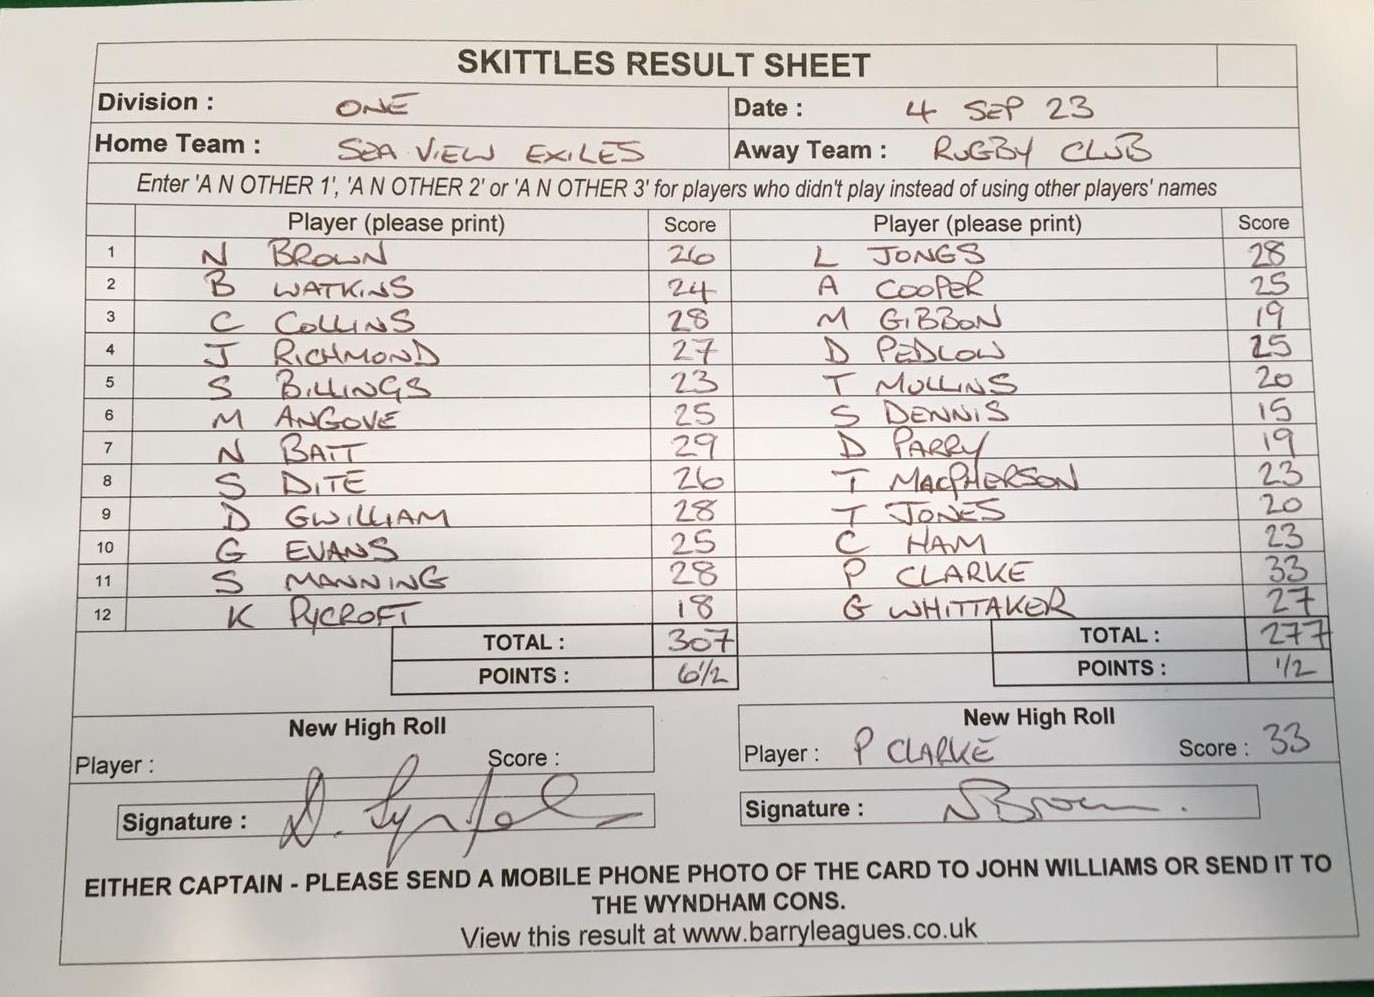 SKITTLES RESULT SHEET
Division : ONE Date : 4 SEP 23
Home Team : SEA VIEW EXILES Away Team : RUGBY CLUB
Enter 'A N OTHER 1', 'A N OTHER 2' or 'A N OTHER 3' for players who didn't play instead of using other players' names
Player (please print) Score Player (please print) Score
1 N BROWN 26 L JONES 28
2 B WATKINS 24 A COOPER 25
3 C COLLINS 28 M GIBBON 19
4 J RICHMOND 27 D PEDLOW 25
5 S BILLINGS 23 T MULLINS 20
6 M ANGOVE 25 S DENNIS 15
7 N BATT 29 D PARRY 19
8 S DITE 26 T MACPHERSON 23
9 D GWILLIAM 28 T JONES 20
10 G EVANS 25 C HAM 23
11 S MANNING 28 P CLARKE 33
12 K PYCROFT 18 G WHITTAKER 27
TOTAL : 307 TOTAL : 277
POINTS : 6 1/2 POINTS : 1/2
New High Roll New High Roll
Player : Score : Player : P CLARKE Score : 33
Signature : Signature : N Brown
EITHER CAPTAIN - PLEASE SEND A MOBILE PHONE PHOTO OF THE CARD TO JOHN WILLIAMS OR SEND IT TO
THE WYNDHAM CONS.
View this result at www.barryleagues.co.uk